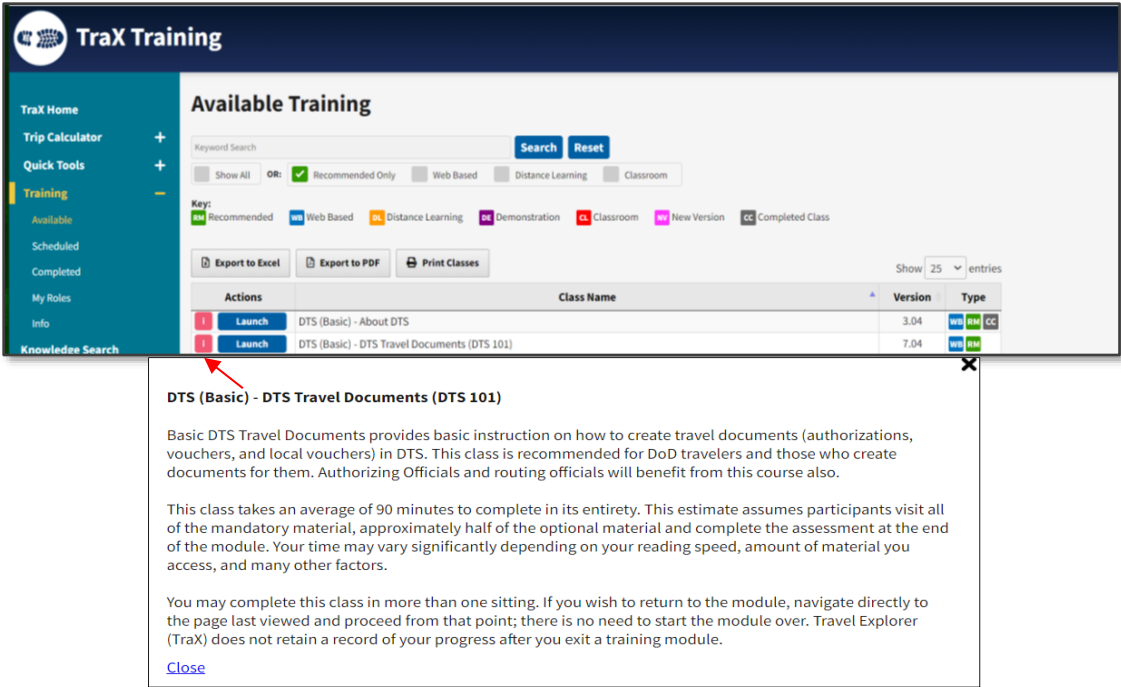 TraX Training
TraX Home
Trip Calculator +
Quick Tools +
Training −
Available
Scheduled
Completed
My Roles
Info
Knowledge Search
Available Training
Keyword Search
Search Reset
Show All OR: Recommended Only Web Based Distance Learning Classroom
Key:
RM Recommended WB Web Based DL Distance Learning DE Demonstration CL Classroom NV New Version CC Completed Class
Export to Excel Export to PDF Print Classes
Show 25 entries
Actions Class Name Version Type
I Launch DTS (Basic) - About DTS 3.04 WB RM CC
I Launch DTS (Basic) - DTS Travel Documents (DTS 101) 7.04 WB RM
DTS (Basic) - DTS Travel Documents (DTS 101)
Basic DTS Travel Documents provides basic instruction on how to create travel documents (authorizations,
vouchers, and local vouchers) in DTS. This class is recommended for DoD travelers and those who create
documents for them. Authorizing Officials and routing officials will benefit from this course also.
This class takes an average of 90 minutes to complete in its entirety. This estimate assumes participants visit all
of the mandatory material, approximately half of the optional material and complete the assessment at the end
of the module. Your time may vary significantly depending on your reading speed, amount of material you
access, and many other factors.
You may complete this class in more than one sitting. If you wish to return to the module, navigate directly to
the page last viewed and proceed from that point; there is no need to start the module over. Travel Explorer
(TraX) does not retain a record of your progress after you exit a training module.
Close